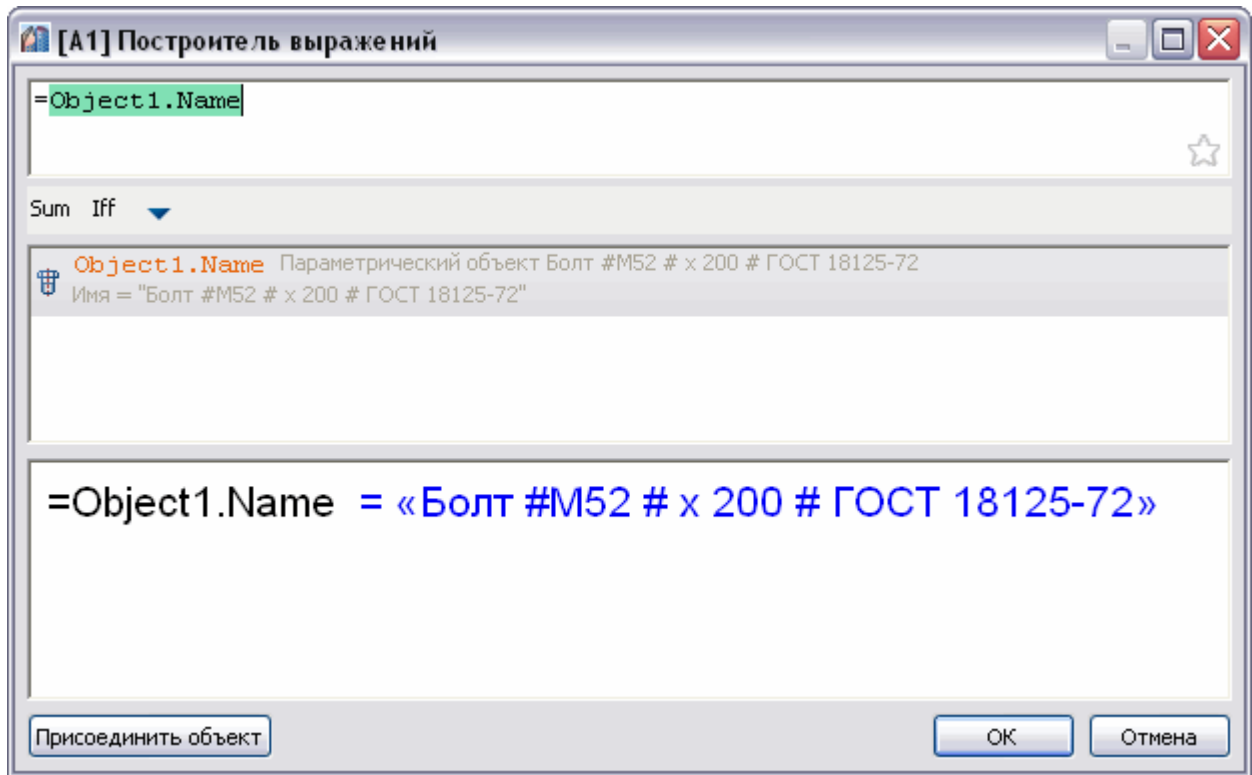 [A1] Построитель выражений
=Object1.Name
Sum Iff
Object1.Name Параметрический объект Болт #M52 # x 200 # ГОСТ 18125-72
Имя = "Болт #M52 # x 200 # ГОСТ 18125-72"
=Object1.Name = «Болт #M52 # x 200 # ГОСТ 18125-72»
Присоединить объект OK Отмена